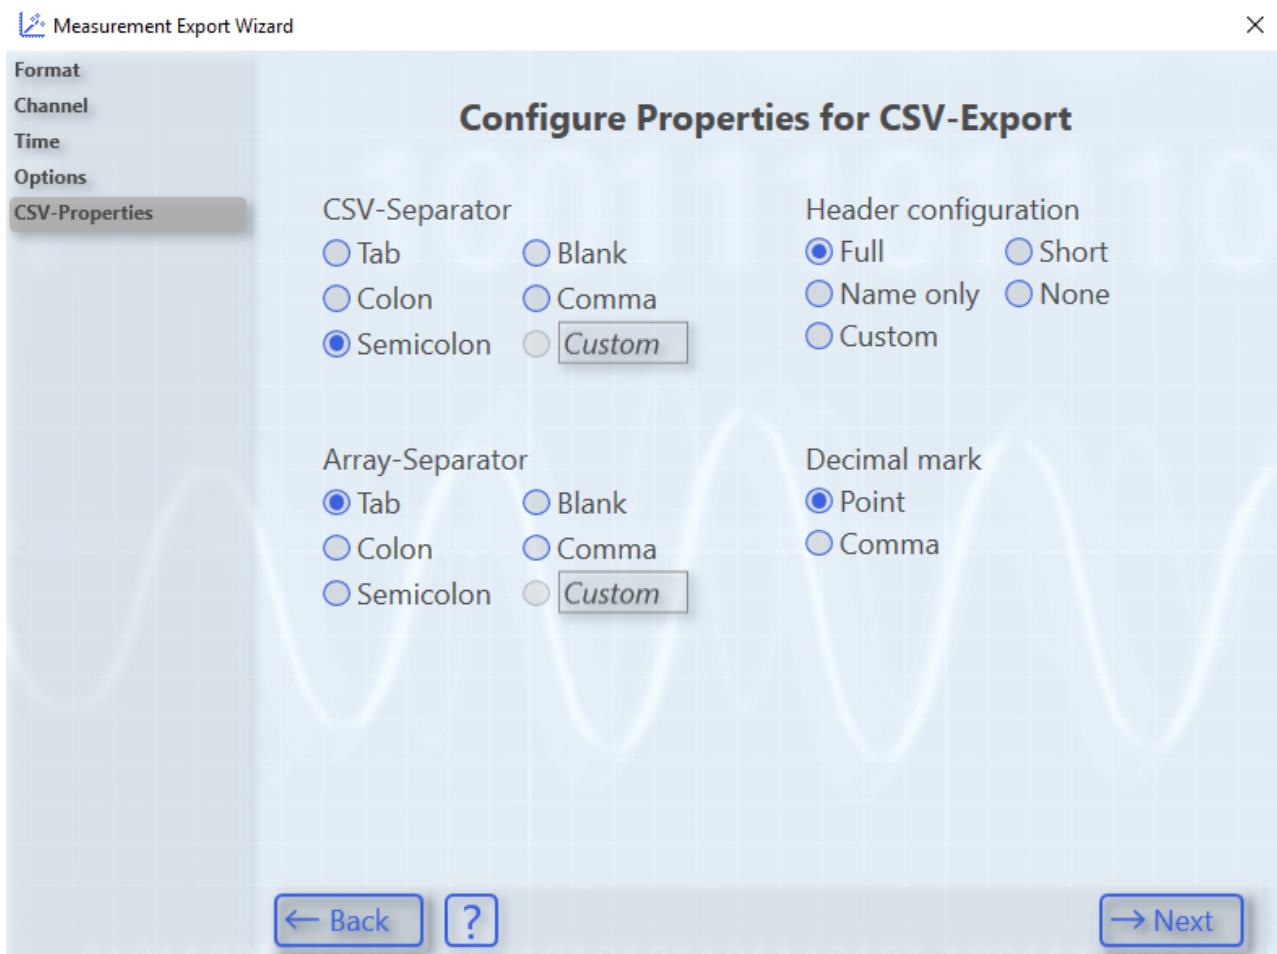 Measurement Export Wizard
Format
Channel
Time
Options
CSV-Properties
Configure Properties for CSV-Export
CSV-Separator
Tab
Blank
Colon
Comma
Semicolon
Custom
Header configuration
Full
Short
Name only
None
Custom
Array-Separator
Tab
Blank
Colon
Comma
Semicolon
Custom
Decimal mark
Point
Comma
← Back
?
→ Next